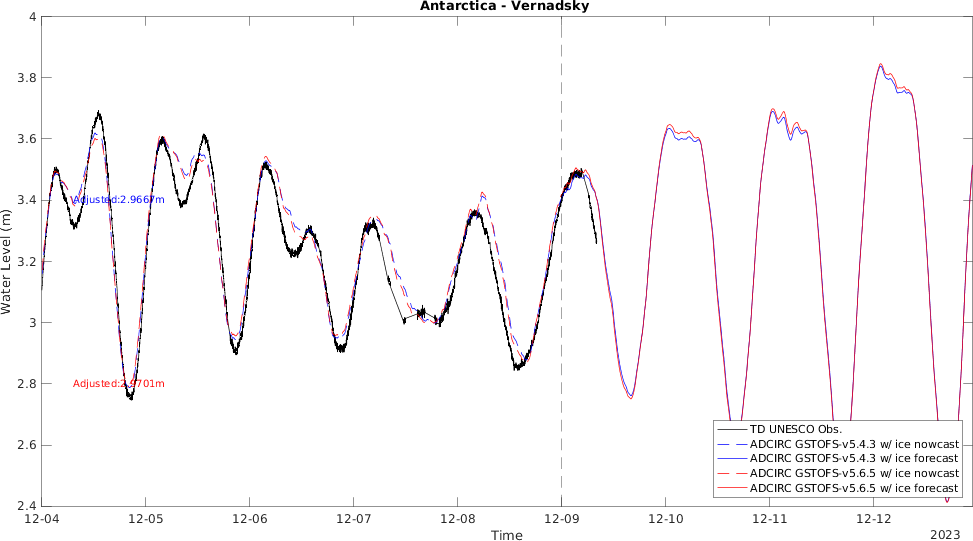 Antarctica - Vernadsky
4
3.8
3.6
3.4
3.2
3
2.8
2.6
2.4
Water Level (m)
Adjusted:2.9667m
Adjusted:2.9701m
TD UNESCO Obs.
ADCIRC GSTOFS-v5.4.3 w/ ice nowcast
ADCIRC GSTOFS-v5.4.3 w/ ice forecast
ADCIRC GSTOFS-v5.6.5 w/ ice nowcast
ADCIRC GSTOFS-v5.6.5 w/ ice forecast
12-04 12-05 12-06 12-07 12-08 12-09 12-10 12-11 12-12
Time
2023